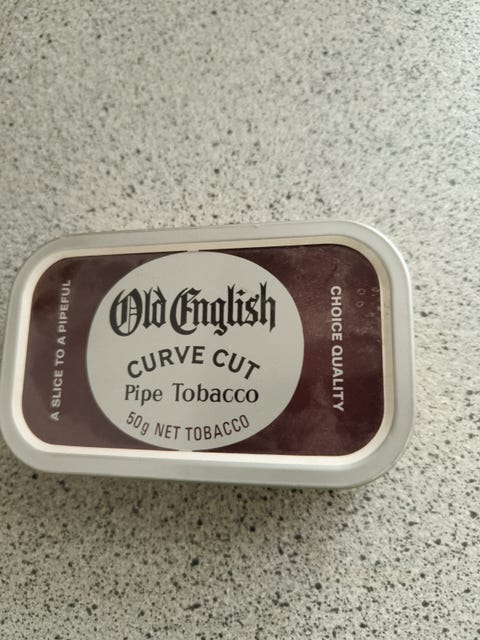 A SLICE TO A PIPEFUL
Old English
CURVE CUT
Pipe Tobacco
50g NET TOBACCO
CHOICE QUALITY